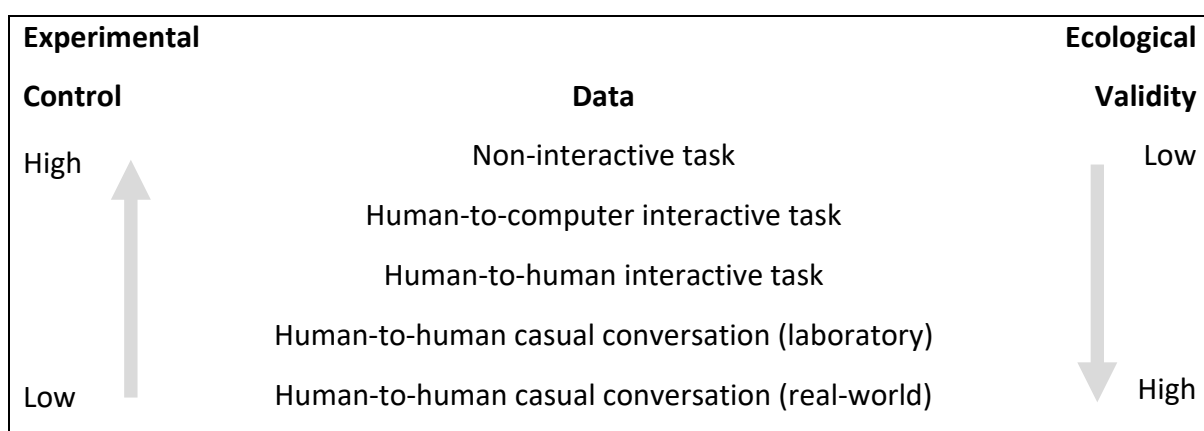 Experimental Ecological
Control Data Validity
High Non-interactive task Low
Human-to-computer interactive task
Human-to-human interactive task
Human-to-human casual conversation (laboratory)
Low Human-to-human casual conversation (real-world) High